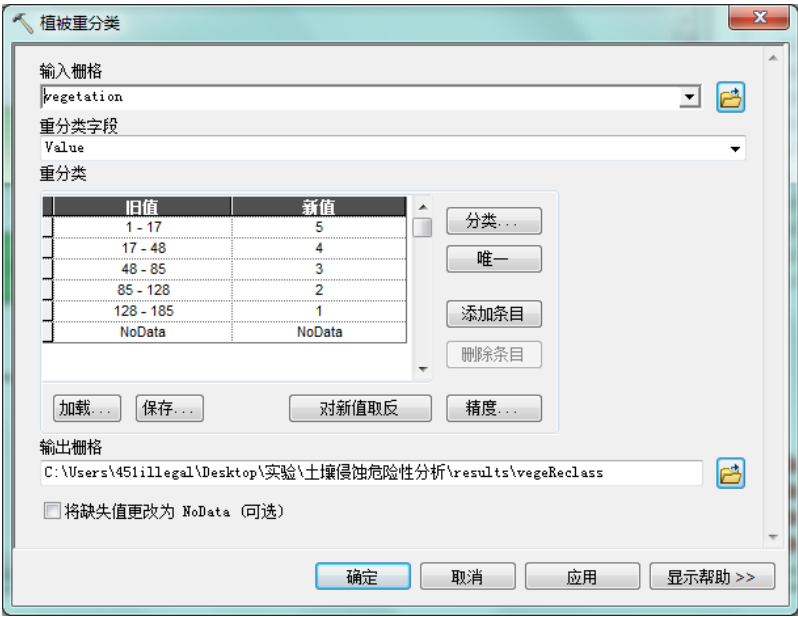 植被重分类
输入栅格
vegetation
重分类字段
Value
重分类
旧值 新值
1 - 17 5
17 - 48 4
48 - 85 3
85 - 128 2
128 - 185 1
NoData NoData
分类...
唯一
添加条目
删除条目
加载... 保存... 对新值取反 精度...
输出栅格
C:\Users\451illegal\Desktop\实验\土壤侵蚀危险性分析\results\vegeReclass
将缺失值更改为 NoData (可选)
确定 取消 应用 显示帮助 >>